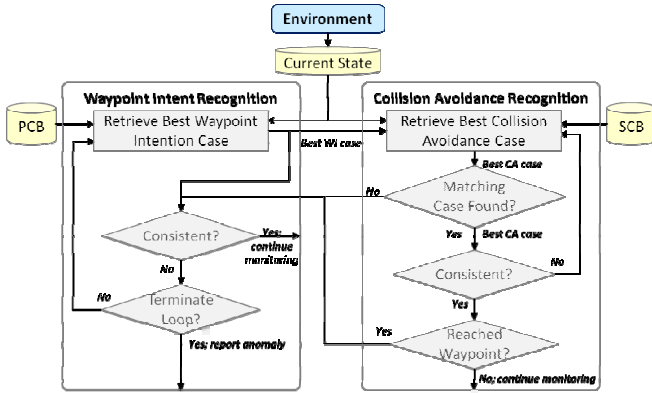 Environment
Current State
Waypoint Intent Recognition
Collision Avoidance Recognition
PCB
Retrieve Best Waypoint
Intention Case
Retrieve Best Collision
Avoidance Case
SCB
Best WI case
Best CA case
No
Matching
Case Found?
Yes
Best CA case
Consistent?
Yes;
continue
monitoring
No
Consistent?
No
Yes
No
Terminate
Loop?
Yes; report anomaly
Yes
Reached
Waypoint?
No; continue monitoring